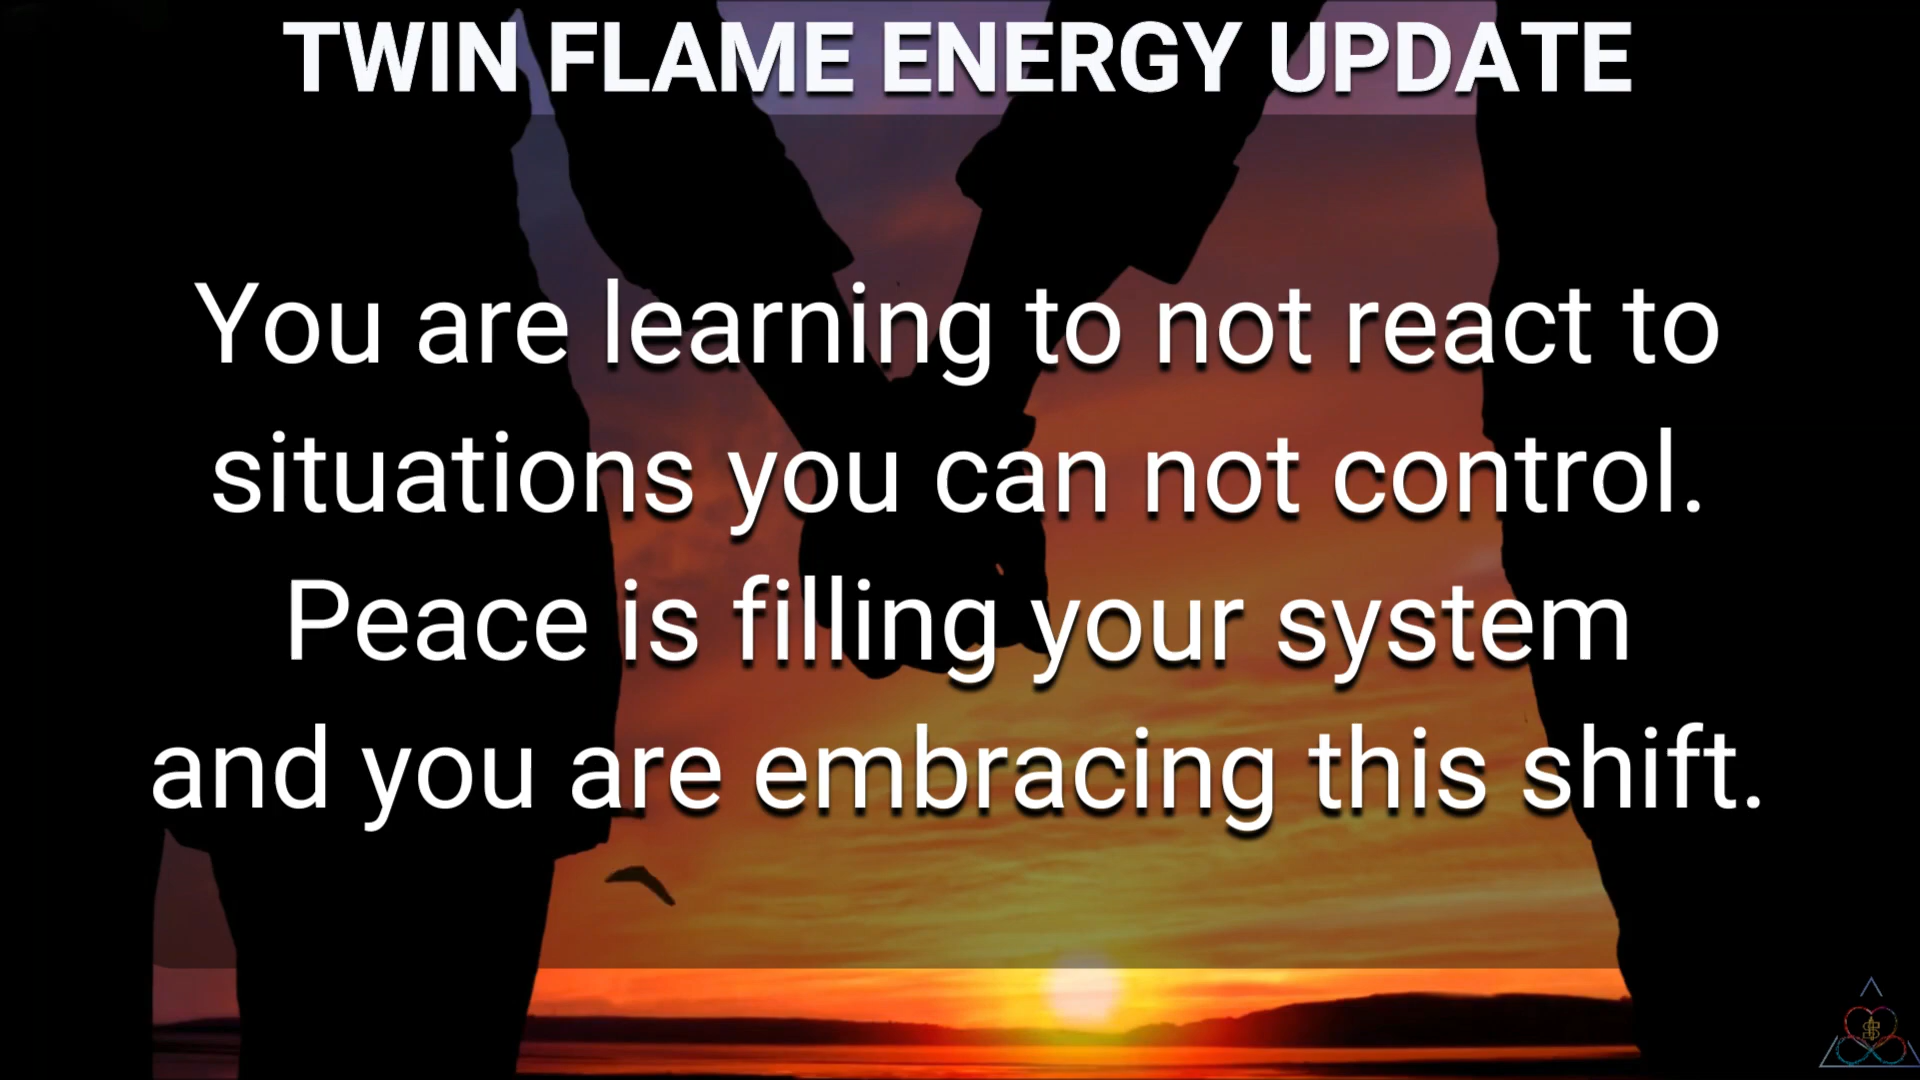 TWIN FLAME ENERGY UPDATE
You are learning to not react to
situations you can not control.
Peace is filling your system
and you are embracing this shift.